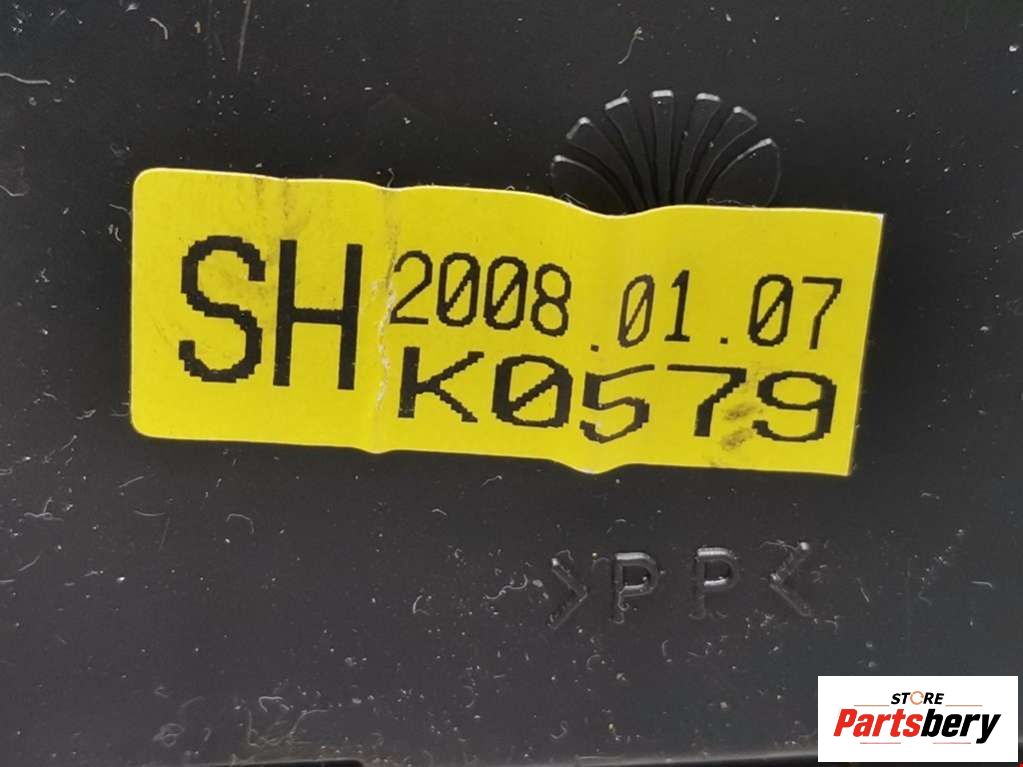 SH 2008.01.07
K0579
>PP<
STORE
Partsbery